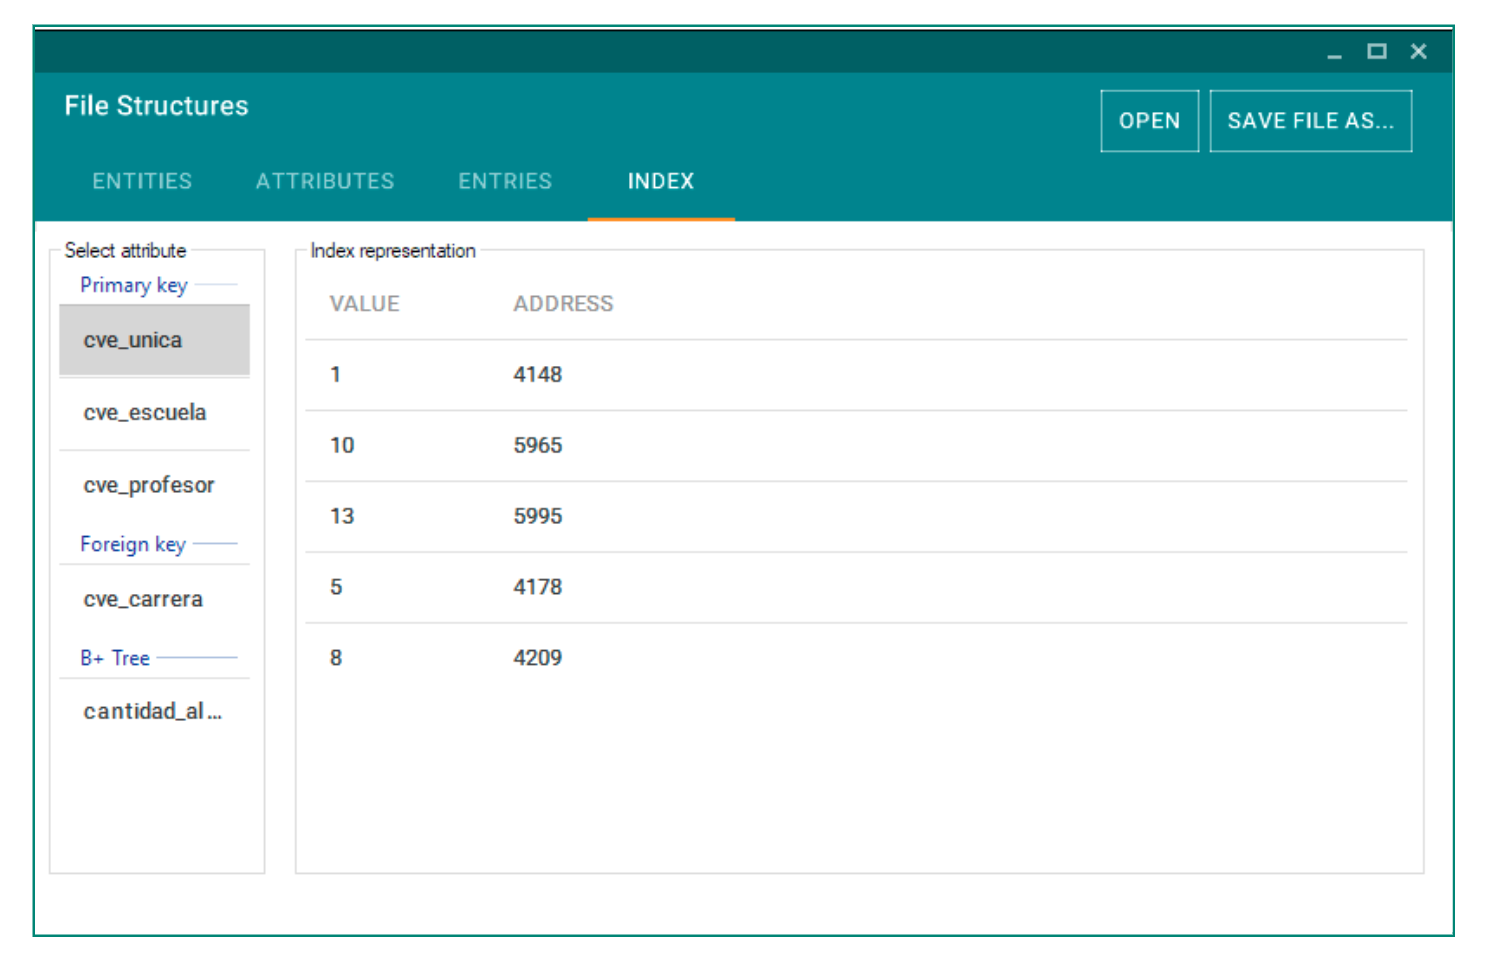 File Structures
OPEN
SAVE FILE AS...
ENTITIES ATTRIBUTES ENTRIES INDEX
Select attribute
Primary key
cve_unica
cve_escuela
cve_profesor
Foreign key
cve_carrera
B+ Tree
cantidad_al...
Index representation
VALUE ADDRESS
1 4148
10 5965
13 5995
5 4178
8 4209